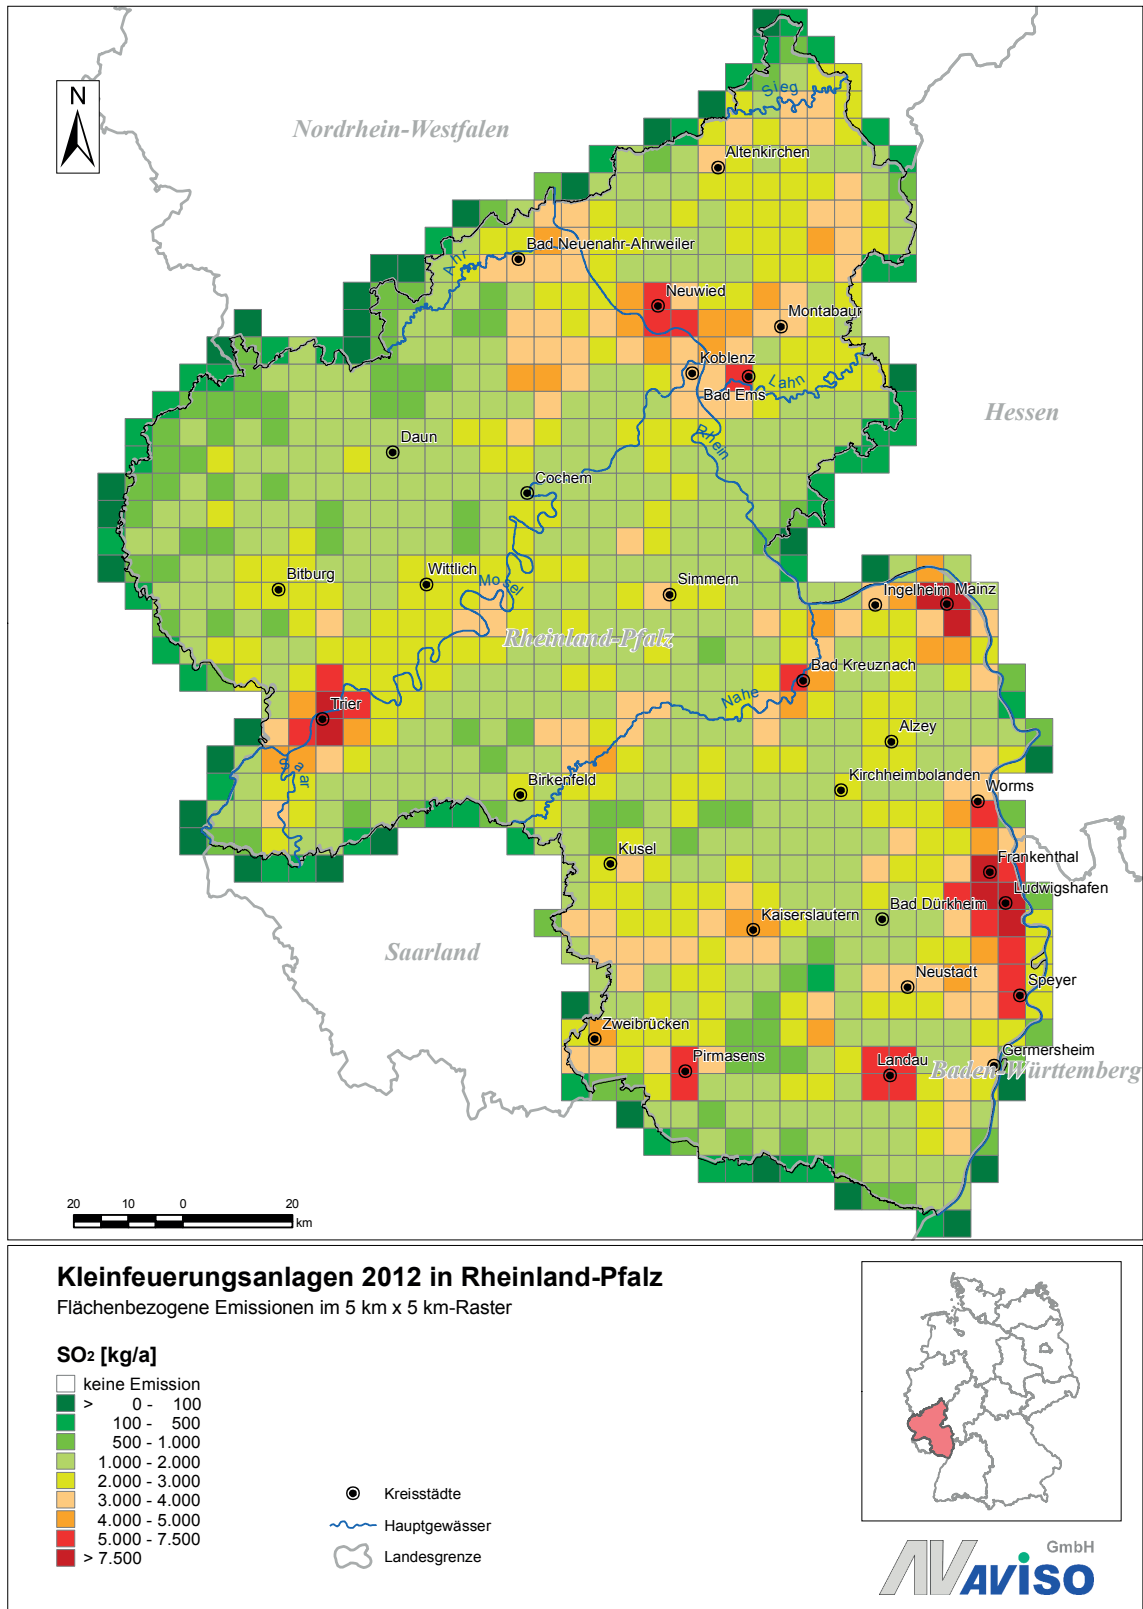 N
Nordrhein-Westfalen
Sieg
Altenkirchen
Bad Neuenahr-Ahrweiler
Ahr
Neuwied
Montabaur
Koblenz
Bad Ems
Lahn
Hessen
Rhein
Daun
Cochem
Bitburg
Wittlich
Mosel
Simmern
Ingelheim
Mainz
Rheinland-Pfalz
Bad Kreuznach
Nahe
Trier
Alzey
Saar
Birkenfeld
Kirchheimbolanden
Worms
Kusel
Frankenthal
Ludwigshafen
Kaiserslautern
Bad Dürkheim
Saarland
Neustadt
Speyer
Zweibrücken
Pirmasens
Landau
Germersheim
Baden-Württemberg
20 10 0 20
km
Kleinfeuerungsanlagen 2012 in Rheinland-Pfalz
Flächenbezogene Emissionen im 5 km x 5 km-Raster
SO2 [kg/a]
keine Emission
> 0 - 100
100 - 500
500 - 1.000
1.000 - 2.000
2.000 - 3.000
3.000 - 4.000
4.000 - 5.000
5.000 - 7.500
> 7.500
Kreisstädte
Hauptgewässer
Landesgrenze
GmbH
AVISO